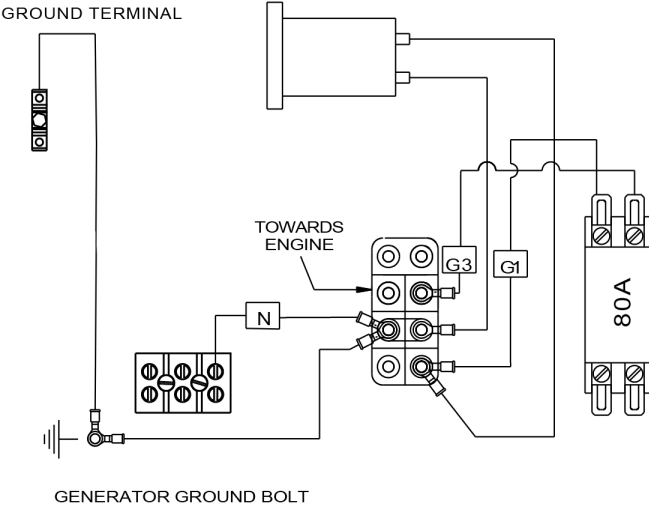 GROUND TERMINAL
TOWARDS
ENGINE
G3
G1
N
80A
GENERATOR GROUND BOLT